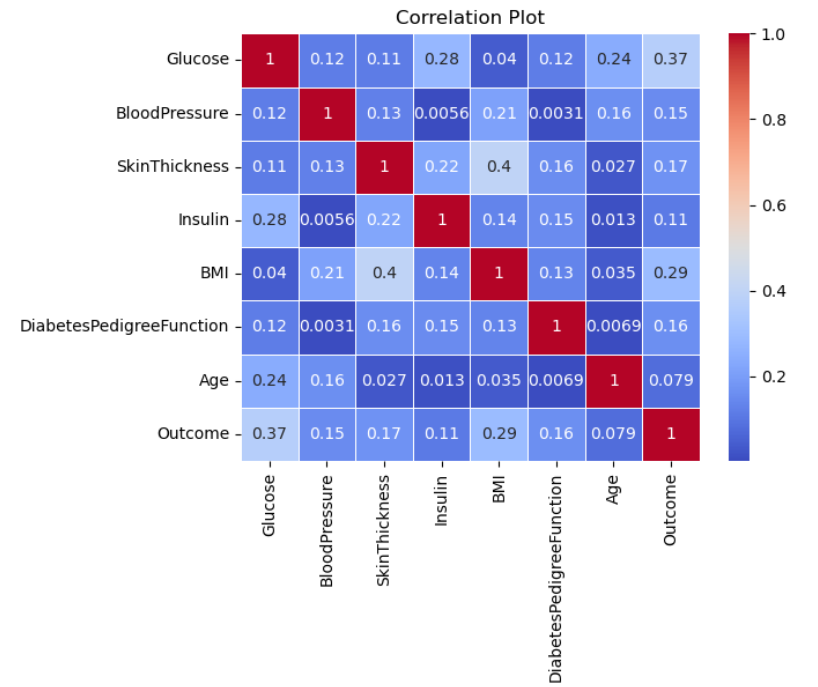 Correlation Plot
Glucose 1 0.12 0.11 0.28 0.04 0.12 0.24 0.37
BloodPressure 0.12 1 0.13 0.0056 0.21 0.0031 0.16 0.15
SkinThickness 0.11 0.13 1 0.22 0.4 0.16 0.027 0.17
Insulin 0.28 0.0056 0.22 1 0.14 0.15 0.013 0.11
BMI 0.04 0.21 0.4 0.14 1 0.13 0.035 0.29
DiabetesPedigreeFunction 0.12 0.0031 0.16 0.15 0.13 1 0.0069 0.16
Age 0.24 0.16 0.027 0.013 0.035 0.0069 1 0.079
Outcome 0.37 0.15 0.17 0.11 0.29 0.16 0.079 1
Glucose
BloodPressure
SkinThickness
Insulin
BMI
DiabetesPedigreeFunction
Age
Outcome
1.0
0.8
0.6
0.4
0.2